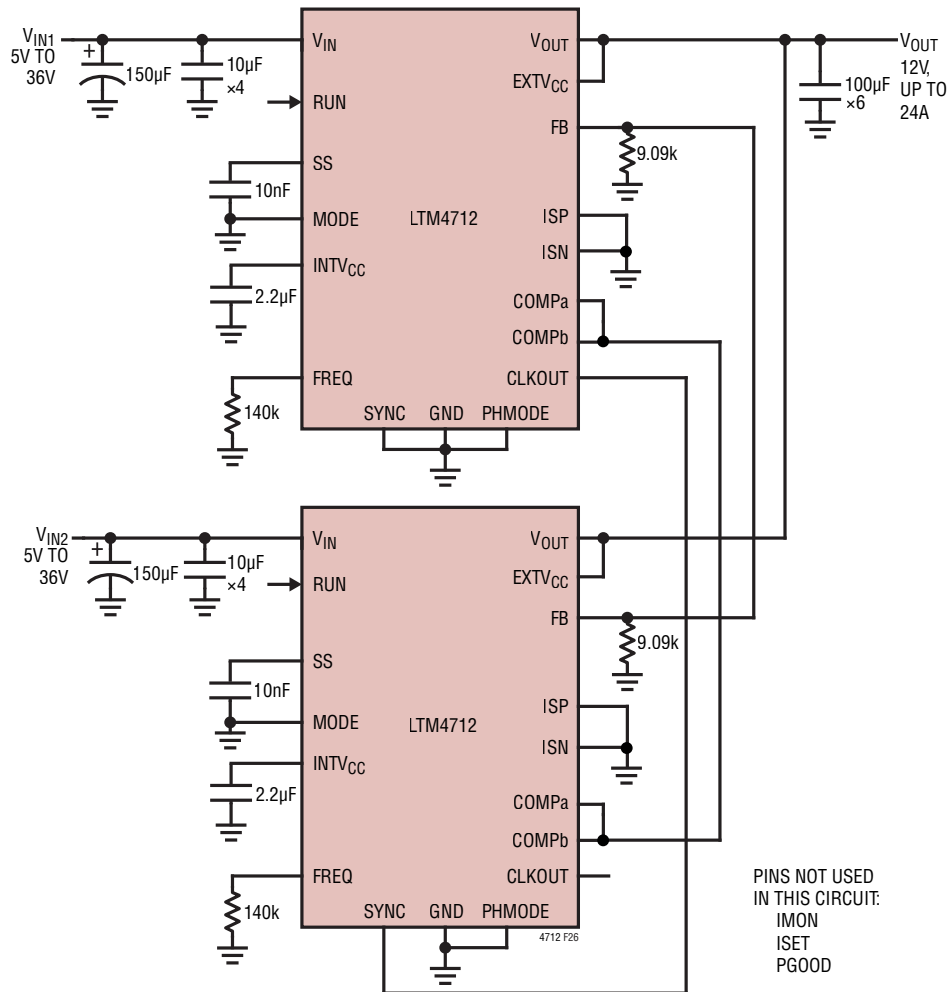 VIN1
5V TO
36V
+
150µF
10µF
×4
VIN
RUN
SS
10nF
MODE
INTVCC
2.2µF
FREQ
140k
LTM4712
SYNC GND PHMODE
VOUT
EXTVCC
FB
9.09k
ISP
ISN
COMPa
COMPb
CLKOUT
100µF
×6
VOUT
12V,
UP TO
24A
VIN2
5V TO
36V
+
150µF
10µF
×4
VIN
RUN
SS
10nF
MODE
INTVCC
2.2µF
FREQ
140k
LTM4712
SYNC GND PHMODE
VOUT
EXTVCC
FB
9.09k
ISP
ISN
COMPa
COMPb
CLKOUT
4712 F26
PINS NOT USED
IN THIS CIRCUIT:
IMON
ISET
PGOOD